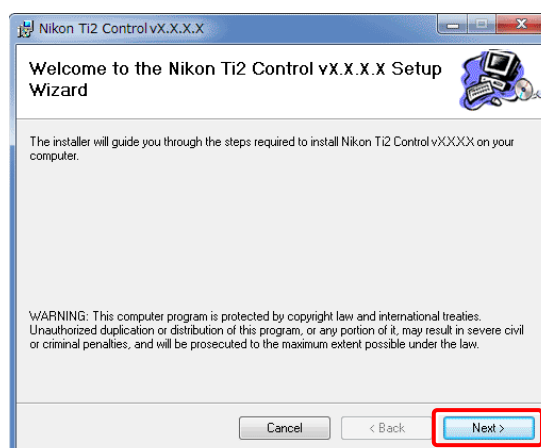 Nikon Ti2 Control vX.X.X.X
Welcome to the Nikon Ti2 Control vX.X.X.X Setup
Wizard
The installer will guide you through the steps required to install Nikon Ti2 Control vXXXX on your
computer.
WARNING: This computer program is protected by copyright law and international treaties.
Unauthorized duplication or distribution of this program, or any portion of it, may result in severe civil
or criminal penalties, and will be prosecuted to the maximum extent possible under the law.
Cancel
< Back
Next >